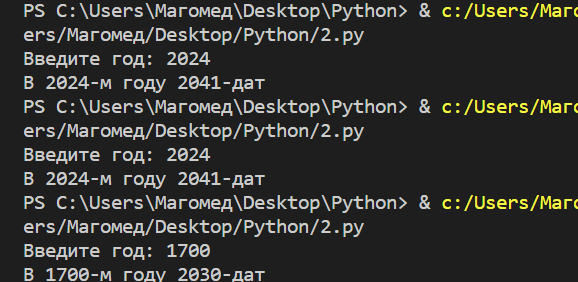 PS C:\Users\Магомед\Desktop\Python> & c:/Users/Маго
ers/Магомед/Desktop/Python/2.py
Введите год: 2024
В 2024-м году 2041-дат
PS C:\Users\Магомед\Desktop\Python> & c:/Users/Маго
ers/Магомед/Desktop/Python/2.py
Введите год: 2024
В 2024-м году 2041-дат
PS C:\Users\Магомед\Desktop\Python> & c:/Users/Маго
ers/Магомед/Desktop/Python/2.py
Введите год: 1700
В 1700-м году 2030-дат